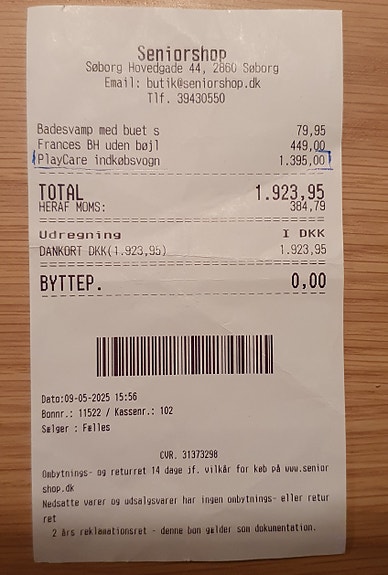 Seniorshop
Søborg Hovedgade 44, 2860 Søborg
Email: butik@seniorshop.dk
Tlf. 39430550
Badesvamp med buet s 79,95
Frances BH uden bøjl 449,00
PlayCare indkøbsvogn 1.395,00
TOTAL 1.923,95
HERAF MOMS: 384,79
Udregning I DKK
DANKORT DKK(1.923,95) 1.923,95
BYTTEP. 0,00
Dato:09-05-2025 15:56
Bonnr.: 11522 / Kassenr.: 102
Sælger : Fælles
CVR. 31373298
Ombytnings- og returret 14 dage jf. vilkår for køb på www.senior
shop.dk
Nedsatte varer og udsalgsvarer har ingen ombytnings- eller retur
ret
2 års reklamationsret - denne bon gælder som dokumentation.